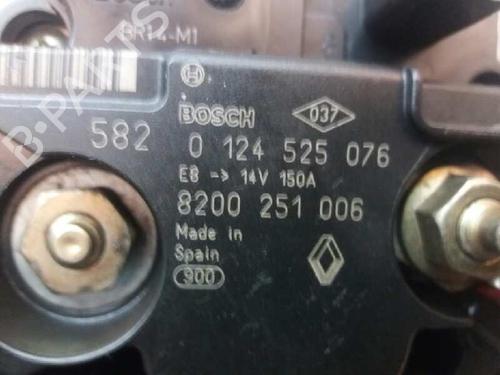 BR14-M1
B-PARTS
BOSCH
037
582 0 124 525 076
E8 -> 14V 150A
8200 251 006
Made in
Spain
900